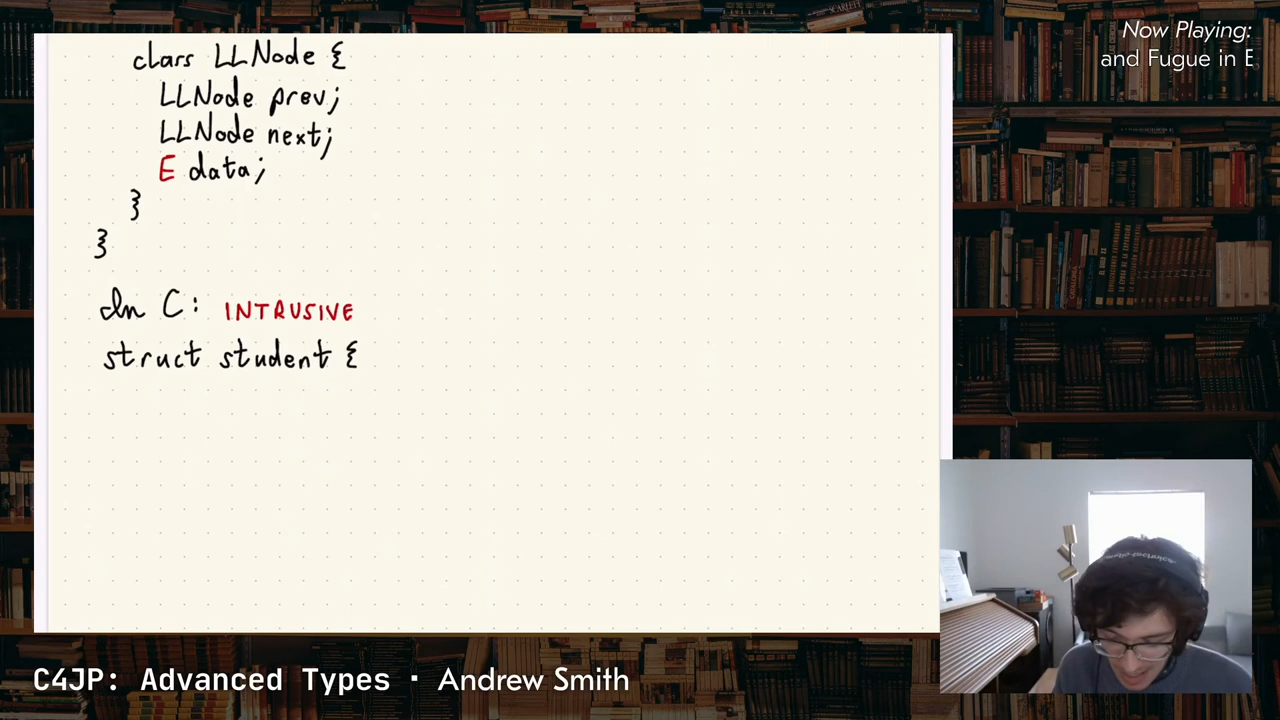 Now Playing:
and Fugue in E
class LLNode {
LLNode prev;
LLNode next;
E data;
}
}
In C: INTRUSIVE
struct student {
C4JP: Advanced Types · Andrew Smith